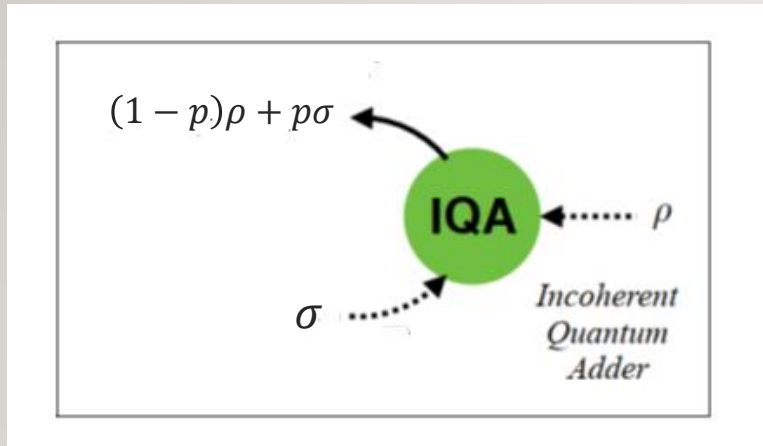 (1 − p)ρ + pσ
IQA
ρ
σ
Incoherent
Quantum
Adder